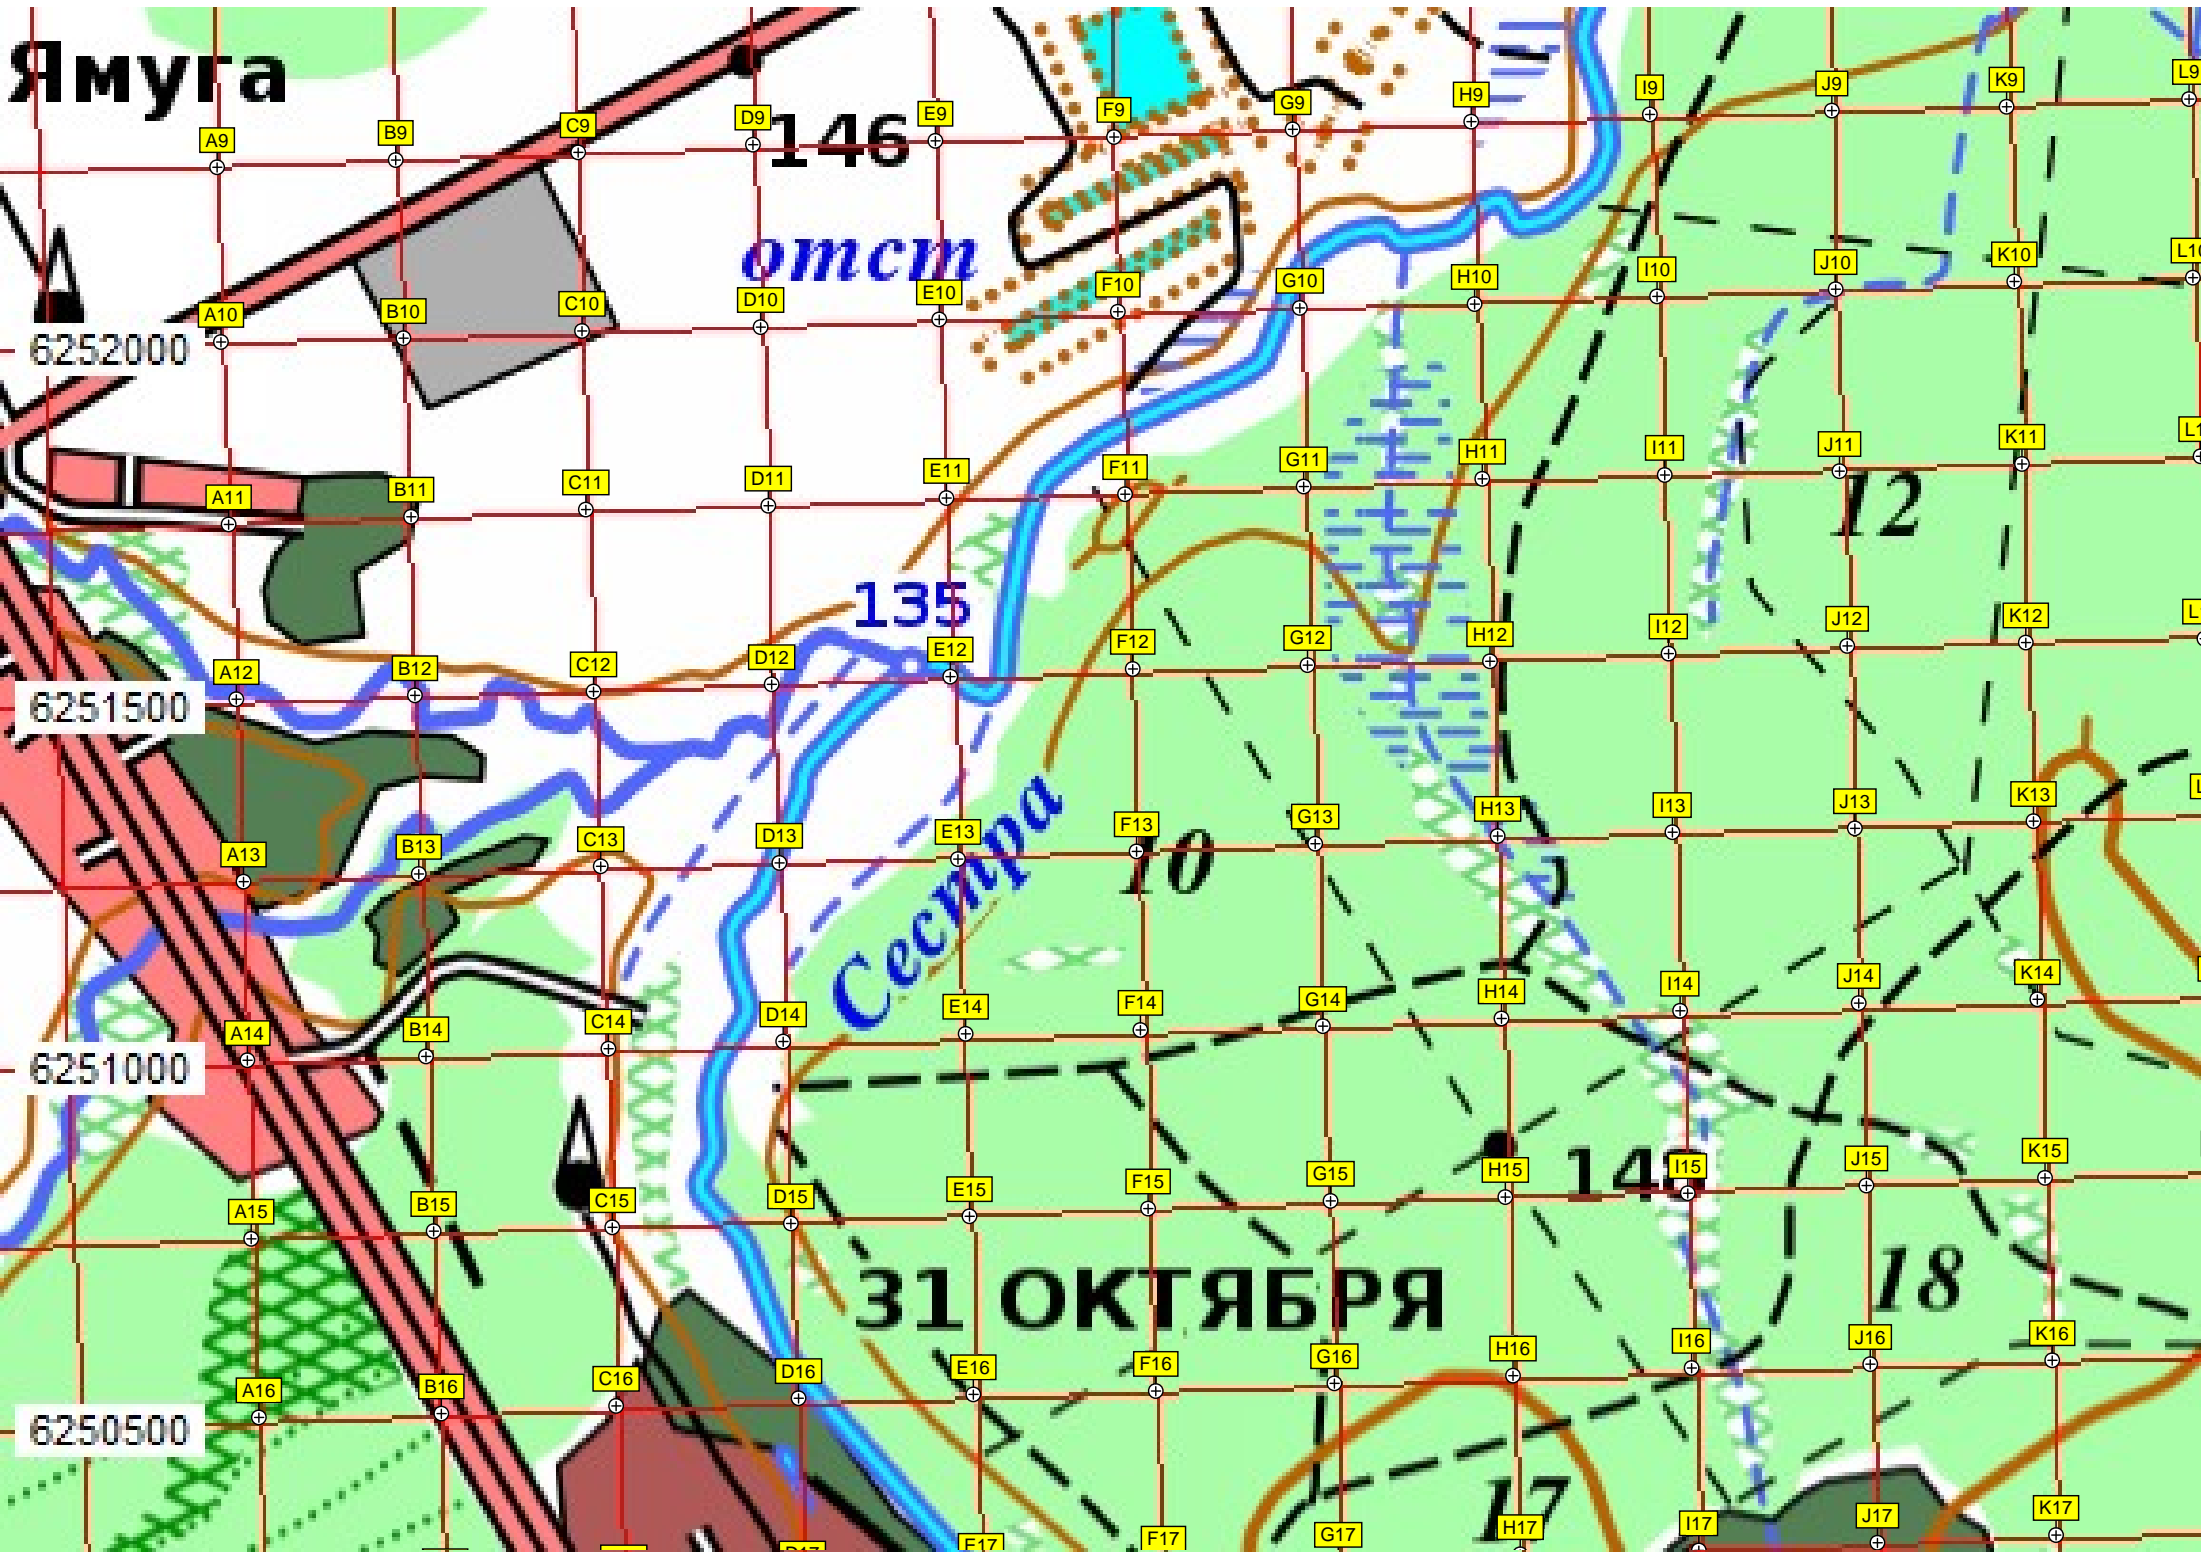 Ямуга
A9 B9 C9 D9 E9 F9 G9 H9 I9 J9 K9 L9
146
отст
A10 B10 C10 D10 E10 F10 G10 H10 I10 J10 K10 L10
6252000
A11 B11 C11 D11 E11 F11 G11 H11 I11 J11 K11
12
135
A12 B12 C12 D12 E12 F12 G12 H12 I12 J12 K12
6251500
A13 B13 C13 D13 E13 F13 G13 H13 I13 J13 K13
10
Сестра
A14 B14 C14 D14 E14 F14 G14 H14 I14 J14 K14
6251000
A15 B15 C15 D15 E15 F15 G15 H15 I15 J15 K15
31 ОКТЯБРЯ
18
A16 B16 C16 D16 E16 F16 G16 H16 I16 J16 K16
6250500
17
D17 E17 F17 G17 H17 I17 J17 K17